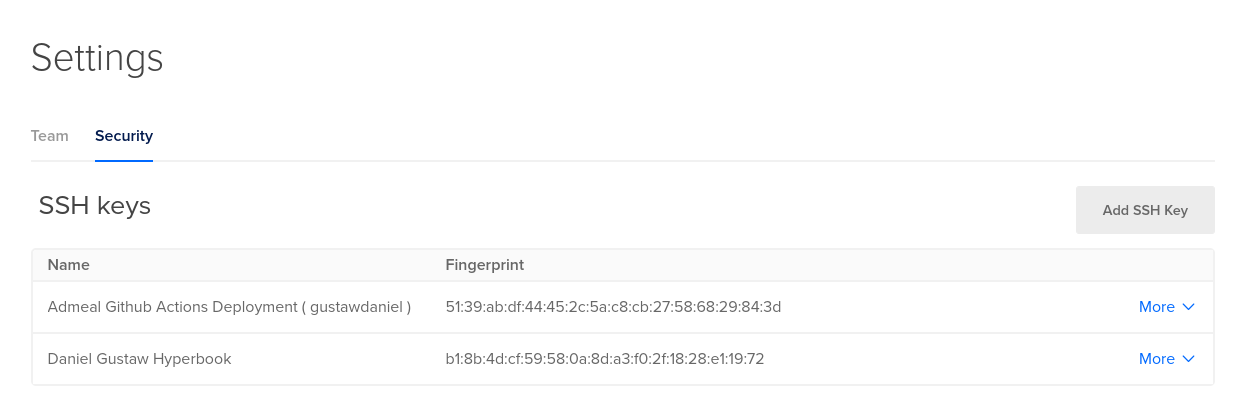 Settings
Team Security
SSH keys
Add SSH Key
Name Fingerprint
Admeal Github Actions Deployment ( gustawdaniel ) 51:39:ab:df:44:45:2c:5a:c8:cb:27:58:68:29:84:3d More
Daniel Gustaw Hyperbook b1:8b:4d:cf:59:58:0a:8d:a3:f0:2f:18:28:e1:19:72 More